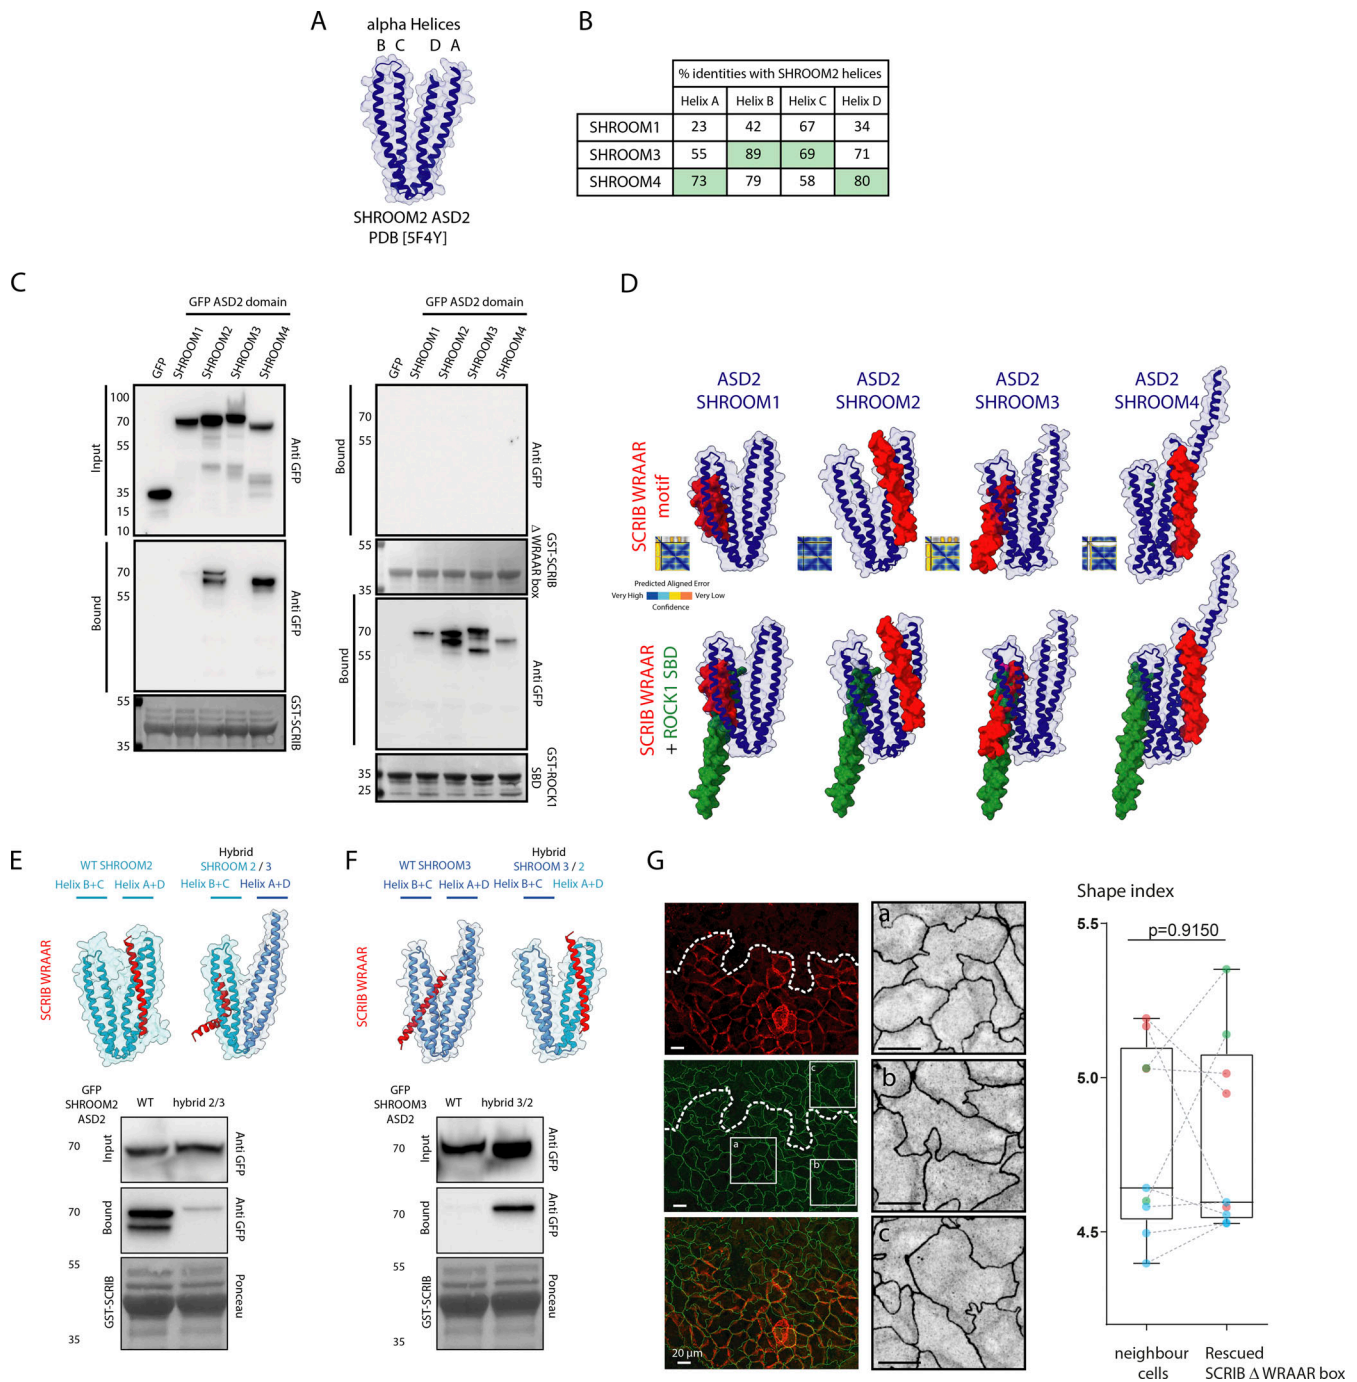 A
alpha Helices
B C D A
SHROOM2 ASD2
PDB [5F4Y]
B
% identities with SHROOM2 helices
Helix A Helix B Helix C Helix D
SHROOM1 23 42 67 34
SHROOM3 55 89 69 71
SHROOM4 73 79 58 80
C
GFP ASD2 domain
GFP SHROOM1 SHROOM2 SHROOM3 SHROOM4
Input
100
70
55
35
15
10
Anti GFP
Bound
70
55
Anti GFP
55
35
GST-SCRIB
GFP ASD2 domain
GFP SHROOM1 SHROOM2 SHROOM3 SHROOM4
Bound
70
55
Anti GFP
55
35
GST-SCRIB
Δ WRAAR box
Bound
70
55
Anti GFP
35
25
GST-ROCK1
SBD
D
ASD2
SHROOM1
ASD2
SHROOM2
ASD2
SHROOM3
ASD2
SHROOM4
SCRIB WRAAR
motif
Predicted Aligned Error
Very High Very Low
Confidence
SCRIB WRAAR
+ ROCK1 SBD
E
WT SHROOM2
Helix B+C Helix A+D
Hybrid
SHROOM 2 / 3
Helix B+C Helix A+D
SCRIB WRAAR
GFP
SHROOM2
ASD2
WT hybrid 2/3
Input
70
Anti GFP
Bound
70
Anti GFP
GST-SCRIB
55
35
Ponceau
F
WT SHROOM3
Helix B+C Helix A+D
Hybrid
SHROOM 3 / 2
Helix B+C Helix A+D
SCRIB WRAAR
GFP
SHROOM3
ASD2
WT hybrid 3/2
Input
70
Anti GFP
Bound
70
Anti GFP
GST-SCRIB
55
35
Ponceau
G
a
b
c
20 μm
a
b
c
Shape index
5.5
5.0
4.5
p=0.9150
neighbour
cells
Rescued
SCRIB Δ WRAAR box